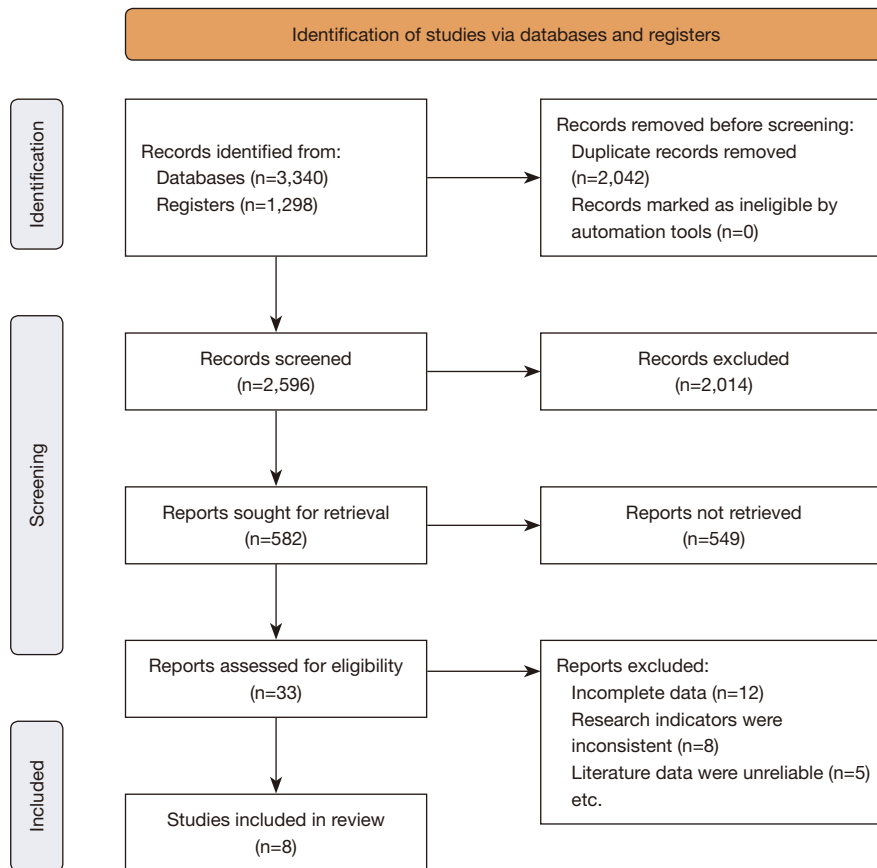 Identification of studies via databases and registers
Identification
Records identified from:
Databases (n=3,340)
Registers (n=1,298)
Records removed before screening:
Duplicate records removed
(n=2,042)
Records marked as ineligible by
automation tools (n=0)
Screening
Records screened
(n=2,596)
Records excluded
(n=2,014)
Reports sought for retrieval
(n=582)
Reports not retrieved
(n=549)
Reports assessed for eligibility
(n=33)
Reports excluded:
Incomplete data (n=12)
Research indicators were
inconsistent (n=8)
Literature data were unreliable (n=5)
etc.
Included
Studies included in review
(n=8)